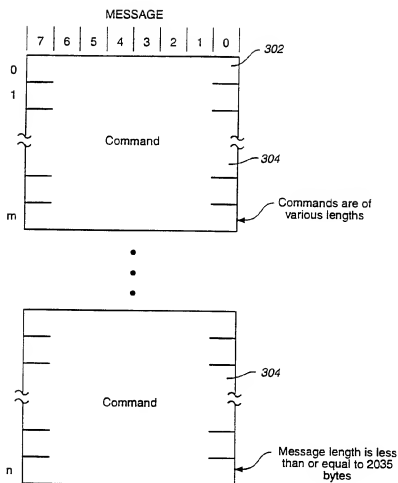 MESSAGE
7 6 5 4 3 2 1 0
302
0
1
Command
304
m
Commands are of
various lengths
304
Command
n
Message length is less
than or equal to 2035
bytes